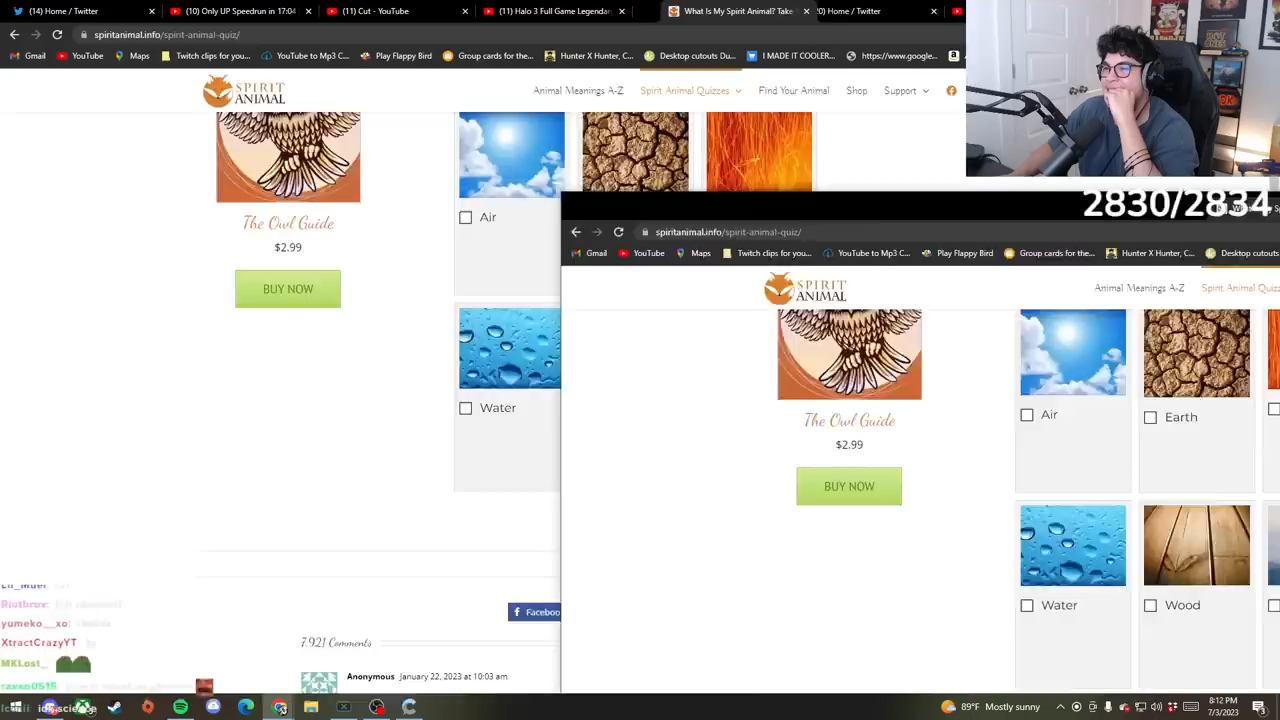 (14) Home / Twitter
(10) Only UP Speedrun in 17:04
(11) Cut - YouTube
(11) Halo 3 Full Game Legendar
What Is My Spirit Animal? Take
20) Home / Twitter
spiritanimal.info/spirit-animal-quiz/
Gmail
YouTube
Maps
Twitch clips for you...
YouTube to Mp3 C...
Play Flappy Bird
Group cards for the...
Hunter X Hunter, C...
Desktop cutouts Du...
I MADE IT COOLER...
https://www.google...
SPIRIT
ANIMAL
Animal Meanings A-Z
Spirit Animal Quizzes
Find Your Animal
Shop
Support
The Owl Guide
$2.99
BUY NOW
Air
Water
2830/2834
spiritanimal.info/spirit-animal-quiz/
Gmail
YouTube
Maps
Twitch clips for you...
YouTube to Mp3 C...
Play Flappy Bird
Group cards for the...
Hunter X Hunter, C...
Desktop cutouts
SPIRIT
ANIMAL
Animal Meanings A-Z
Spirit Animal Quizz
The Owl Guide
$2.99
BUY NOW
Air
Earth
Water
Wood
Faceboo
7,921 Comments
Anonymous January 22, 2023 at 10:03 am
Riotbruv:
yumeko__xo:
XtractCrazyYT
MKLost_
89°F Mostly sunny
8:12 PM
7/3/2023